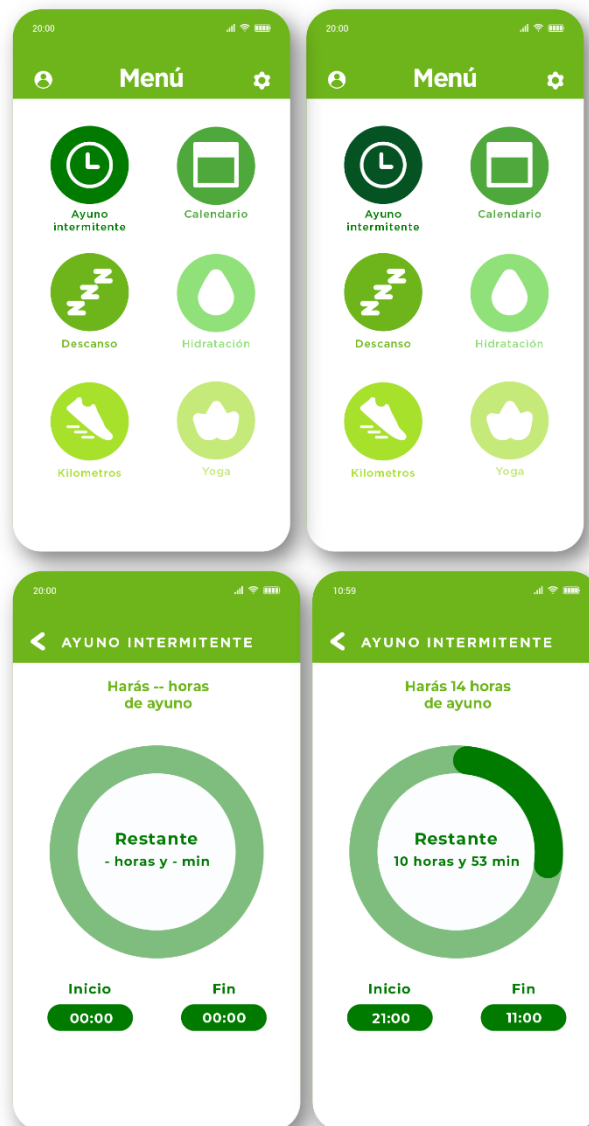 20:00
Menú
Ayuno
intermitente
Calendario
Descanso
Hidratación
Kilometros
Yoga
20:00
Menú
Ayuno
intermitente
Calendario
Descanso
Hidratación
Kilometros
Yoga
20:00
AYUNO INTERMITENTE
Harás -- horas
de ayuno
Restante
- horas y - min
Inicio
Fin
00:00
00:00
10:59
AYUNO INTERMITENTE
Harás 14 horas
de ayuno
Restante
10 horas y 53 min
Inicio
Fin
21:00
11:00